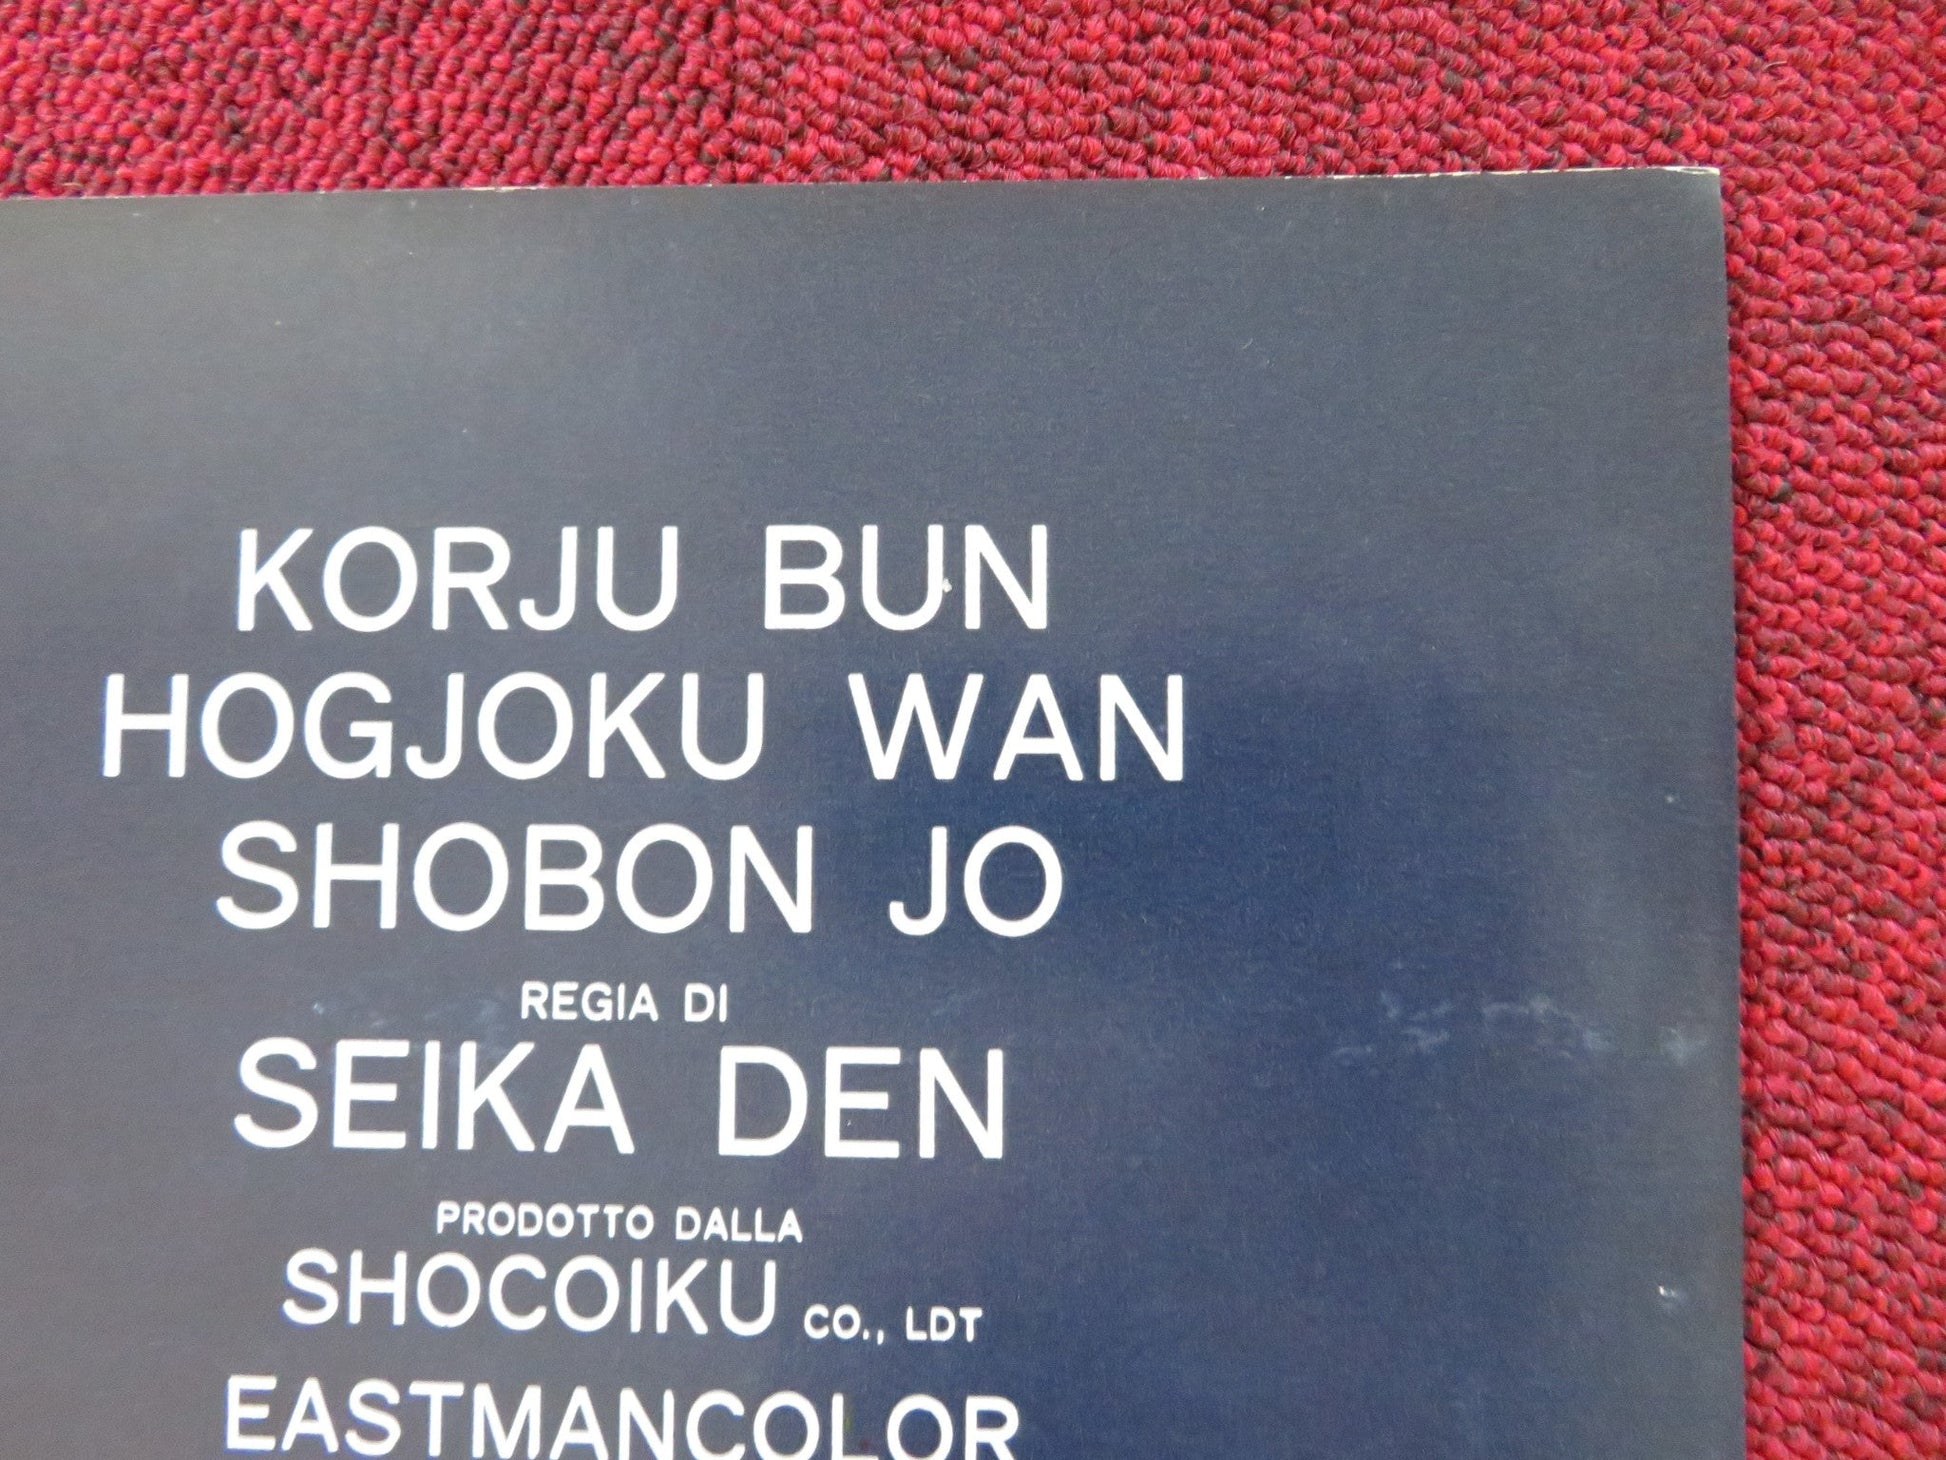 KORJU BUN
HOGJOKU WAN
SHOBON JO
REGIA DI
SEIKA DEN
PRODOTTO DALLA
SHOCOIKU CO., LDT
EASTMANCOLOR